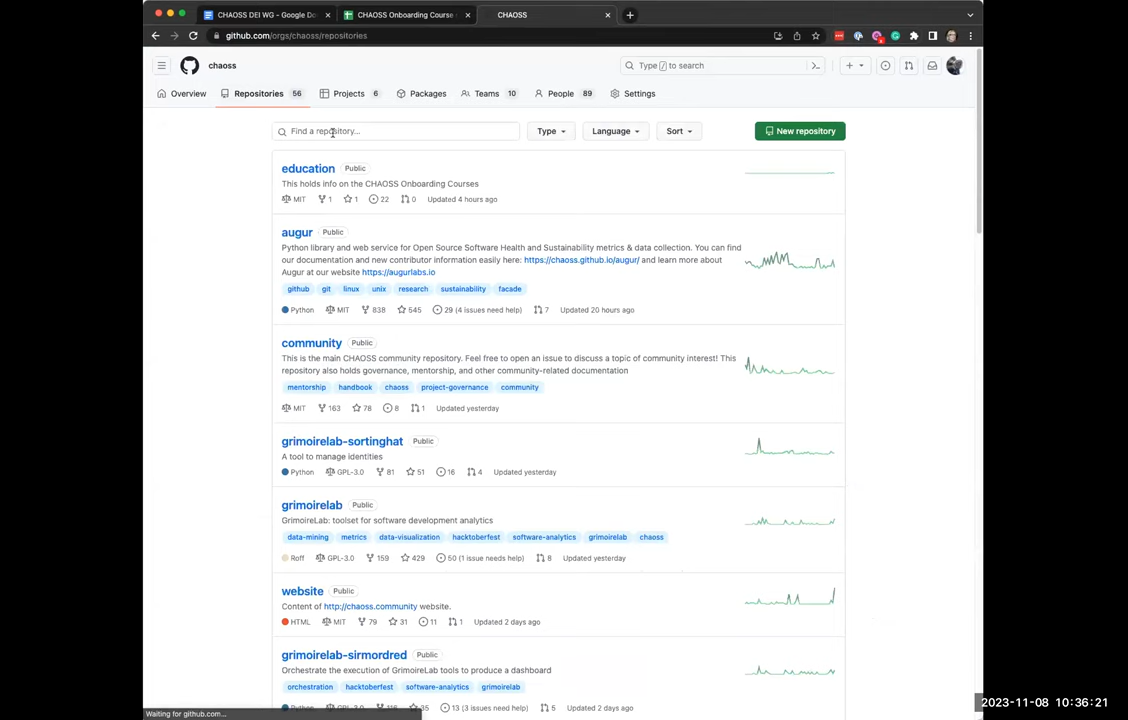 CHAOSS DEI WG - Google Do
CHAOSS Onboarding Course
CHAOSS
github.com/orgs/chaoss/repositories
chaoss
Type / to search
Overview
Repositories 56
Projects 6
Packages
Teams 10
People 89
Settings
Find a repository...
Type
Language
Sort
New repository
education Public
This holds info on the CHAOSS Onboarding Courses
MIT 1 1 22 0 Updated 4 hours ago
augur Public
Python library and web service for Open Source Software Health and Sustainability metrics & data collection. You can find
our documentation and new contributor information easily here: https://chaoss.github.io/augur/ and learn more about
Augur at our website https://augurlabs.io
github git linux unix research sustainability facade
Python MIT 838 545 29 (4 issues need help) 7 Updated 20 hours ago
community Public
This is the main CHAOSS community repository. Feel free to open an issue to discuss a topic of community interest! This
repository also holds governance, mentorship, and other community-related documentation
mentorship handbook chaoss project-governance community
MIT 163 78 8 1 Updated yesterday
grimoirelab-sortinghat Public
A tool to manage identities
Python GPL-3.0 81 51 16 4 Updated yesterday
grimoirelab Public
GrimoireLab: toolset for software development analytics
data-mining metrics data-visualization hacktoberfest software-analytics grimoirelab chaoss
Roff GPL-3.0 159 429 50 (1 issue needs help) 8 Updated yesterday
website Public
Content of http://chaoss.community website.
HTML MIT 79 31 11 1 Updated 2 days ago
grimoirelab-sirmordred Public
Orchestrate the execution of GrimoireLab tools to produce a dashboard
orchestration hacktoberfest software-analytics grimoirelab
Python GPL-3.0 35 13 (3 issues need help) 5 Updated 2 days ago
Waiting for github.com...
2023-11-08 10:36:21